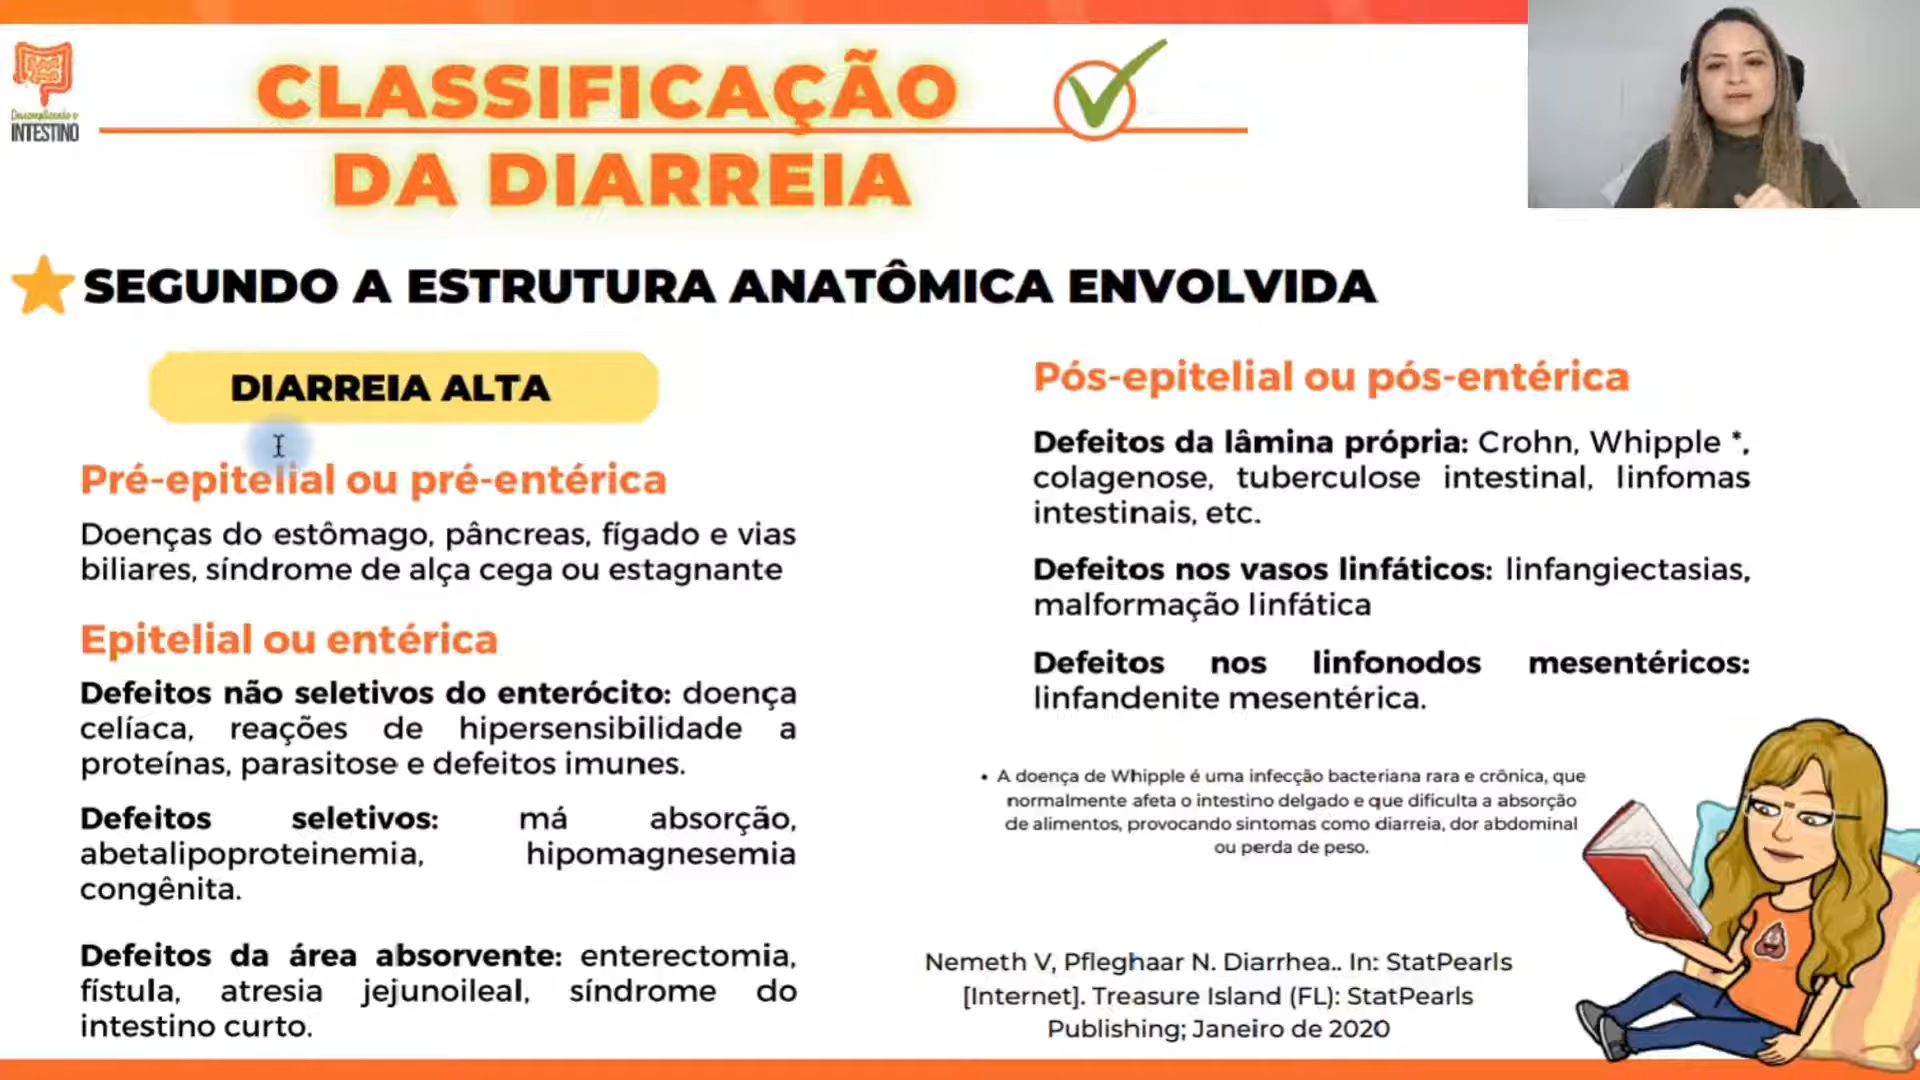 Descomplicando o
INTESTINO
CLASSIFICAÇÃO
DA DIARREIA
SEGUNDO A ESTRUTURA ANATÔMICA ENVOLVIDA
DIARREIA ALTA
Pré-epitelial ou pré-entérica
Doenças do estômago, pâncreas, fígado e vias
biliares, síndrome de alça cega ou estagnante
Epitelial ou entérica
Defeitos não seletivos do enterócito: doença
celíaca, reações de hipersensibilidade a
proteínas, parasitose e defeitos imunes.
Defeitos seletivos: má absorção,
abetalipoproteinemia, hipomagnesemia
congênita.
Defeitos da área absorvente: enterectomia,
fístula, atresia jejunoileal, síndrome do
intestino curto.
Pós-epitelial ou pós-entérica
Defeitos da lâmina própria: Crohn, Whipple *,
colagenose, tuberculose intestinal, linfomas
intestinais, etc.
Defeitos nos vasos linfáticos: linfangiectasias,
malformação linfática
Defeitos nos linfonodos mesentéricos:
linfandenite mesentérica.
• A doença de Whipple é uma infecção bacteriana rara e crônica, que
normalmente afeta o intestino delgado e que dificulta a absorção
de alimentos, provocando sintomas como diarreia, dor abdominal
ou perda de peso.
Nemeth V, Pfleghaar N. Diarrhea.. In: StatPearls
[Internet]. Treasure Island (FL): StatPearls
Publishing; Janeiro de 2020